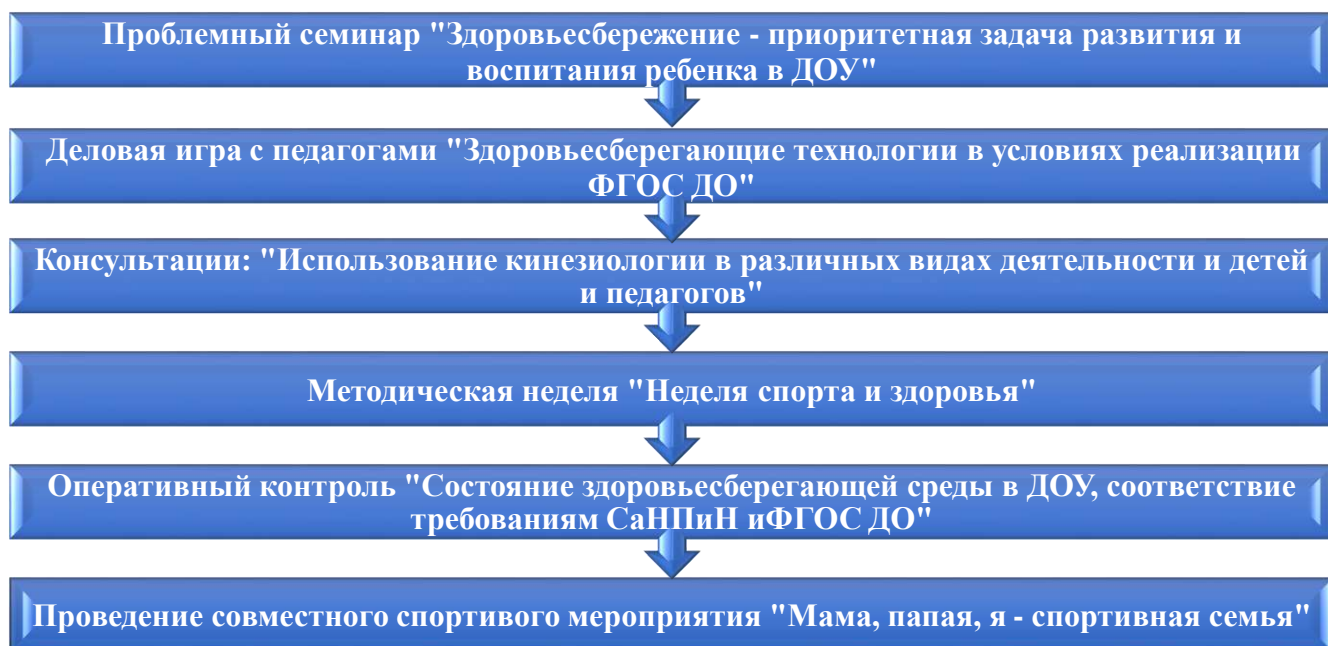 Проблемный семинар "Здоровьесбережение - приоритетная задача развития и
воспитания ребенка в ДОУ"
Деловая игра с педагогами "Здоровьесберегающие технологии в условиях реализации
ФГОС ДО"
Консультации: "Использование кинезиологии в различных видах деятельности и детей
и педагогов"
Методическая неделя "Неделя спорта и здоровья"
Оперативный контроль "Состояние здоровьесберегающей среды в ДОУ, соответствие
требованиям СаНПиН иФГОС ДО"
Проведение совместного спортивого мероприятия "Мама, папая, я - спортивная семья"